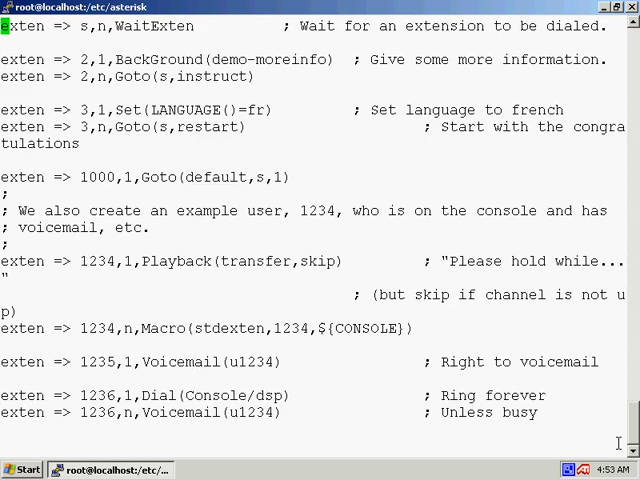 root@localhost:/etc/asterisk
exten => s,n,WaitExten ; Wait for an extension to be dialed.
exten => 2,1,BackGround(demo-moreinfo) ; Give some more information.
exten => 2,n,Goto(s,instruct)
exten => 3,1,Set(LANGUAGE()=fr) ; Set language to french
exten => 3,n,Goto(s,restart) ; Start with the congra
tulations
exten => 1000,1,Goto(default,s,1)
;
; We also create an example user, 1234, who is on the console and has
; voicemail, etc.
;
exten => 1234,1,Playback(transfer,skip) ; "Please hold while...
"
; (but skip if channel is not u
p)
exten => 1234,n,Macro(stdexten,1234,${CONSOLE})
exten => 1235,1,Voicemail(u1234) ; Right to voicemail
exten => 1236,1,Dial(Console/dsp) ; Ring forever
exten => 1236,n,Voicemail(u1234) ; Unless busy
Start root@localhost:/etc/... 4:53 AM